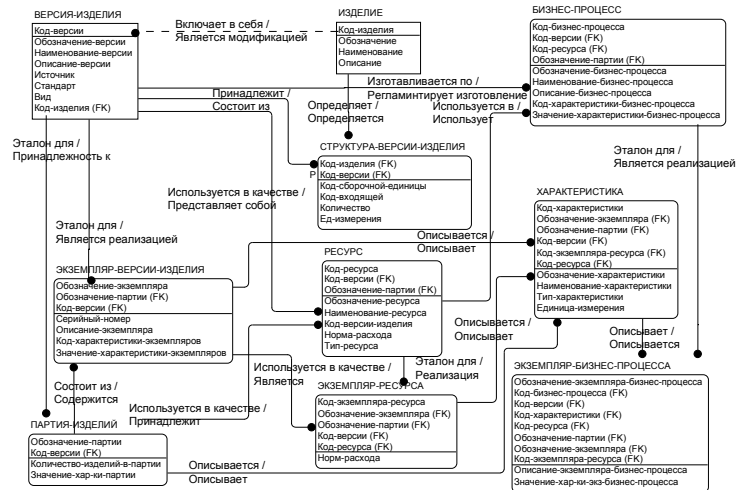 ВЕРСИЯ-ИЗДЕЛИЯ
Код-версии
Обозначение-версии
Наименование-версии
Описание-версии
Источник
Стандарт
Вид
Код-изделия (FK)
Включает в себя /
Является модификацией
ИЗДЕЛИЕ
Код-изделия
Обозначение
Наименование
Описание
БИЗНЕС-ПРОЦЕСС
Код-бизнес-процесса
Код-версии (FK)
Код-ресурса (FK)
Обозначение-партии (FK)
Обозначение-бизнес-процесса
Наименование-бизнес-процесса
Описание-бизнес-процесса
Код-характеристики-бизнес-процесса
Значение-характеристики-бизнес-процесса
Изготавливается по /
Регламинтирует изготовление
Принадлежит /
Состоит из
Определяет /
Определяется
Используется в /
Использует
Эталон для /
Принадлежность к
СТРУКТУРА-ВЕРСИИ-ИЗДЕЛИЯ
Код-изделия (FK)
P
Код-версии (FK)
Код-сборочной-единицы
Код-входящей
Количество
Ед-измерения
Эталон для /
Является реализацией
Используется в качестве /
Представляет собой
Эталон для /
Является реализацией
Описывается /
Описывает
ХАРАКТЕРИСТИКА
Код-характеристики
Обозначение-экземпляра (FK)
Обозначение-партии (FK)
Код-версии (FK)
Код-экземпляра-ресурса (FK)
Код-ресурса (FK)
Обозначение-характеристики
Наименование-характеристики
Тип-характеристики
Единица-измерения
ЭКЗЕМПЛЯР-ВЕРСИИ-ИЗДЕЛИЯ
Обозначение-экземпляра
Обозначение-партии (FK)
Код-версии (FK)
Серийный-номер
Описание-экземпляра
Код-характеристики-экземпляров
Значение-характеристики-экземпляров
РЕСУРС
Код-ресурса
Код-версии (FK)
Обозначение-партии (FK)
Обозначение-ресурса
Наименование-ресурса
Код-версии-изделия
Норма-расхода
Тип-ресурса
Описывается /
Описывает
Описывает /
Описывается
Используется в качестве /
Является
Эталон для /
Реализация
Состоит из /
Содержится
Используется в качестве /
Принадлежит
ЭКЗЕМПЛЯР-РЕСУРСА
Код-экземпляра-ресурса
Обозначение-экземпляра (FK)
Обозначение-партии (FK)
Код-версии (FK)
Код-ресурса (FK)
Норм-расхода
ЭКЗЕМПЛЯР-БИЗНЕС-ПРОЦЕССА
Обозначение-экземпляра-бизнес-процесса
Код-бизнес-процесса (FK)
Код-версии (FK)
Код-характеристики (FK)
Код-ресурса (FK)
Обозначение-партии (FK)
Обозначение-экземпляра (FK)
Код-экземпляра-ресурса (FK)
Описание-экземпляра-бизнес-процесса
Значение-хар-ки-экз-бизнес-процесса
ПАРТИЯ-ИЗДЕЛИЙ
Обозначение-партии
Код-версии (FK)
Количество-изделий-в-партии
Значение-хар-ки-партии
Описывается /
Описывает